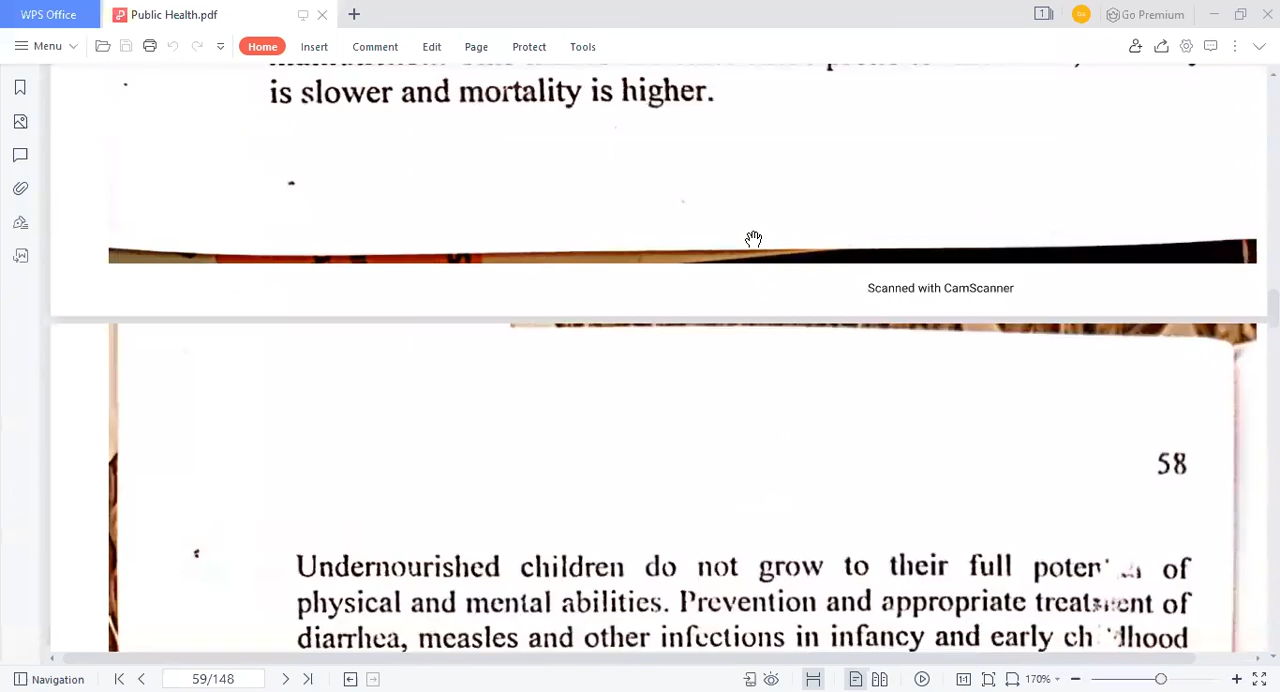 WPS Office
Public Health.pdf
Go Premium
Menu
Home
Insert
Comment
Edit
Page
Protect
Tools
is slower and mortality is higher.
Scanned with CamScanner
58
Undernourished children do not grow to their full of
physical and mental abilities. Prevention and appropriate treatment of
diarrhea, measles and other infections in infancy and early childhood
Navigation
59/148
170%